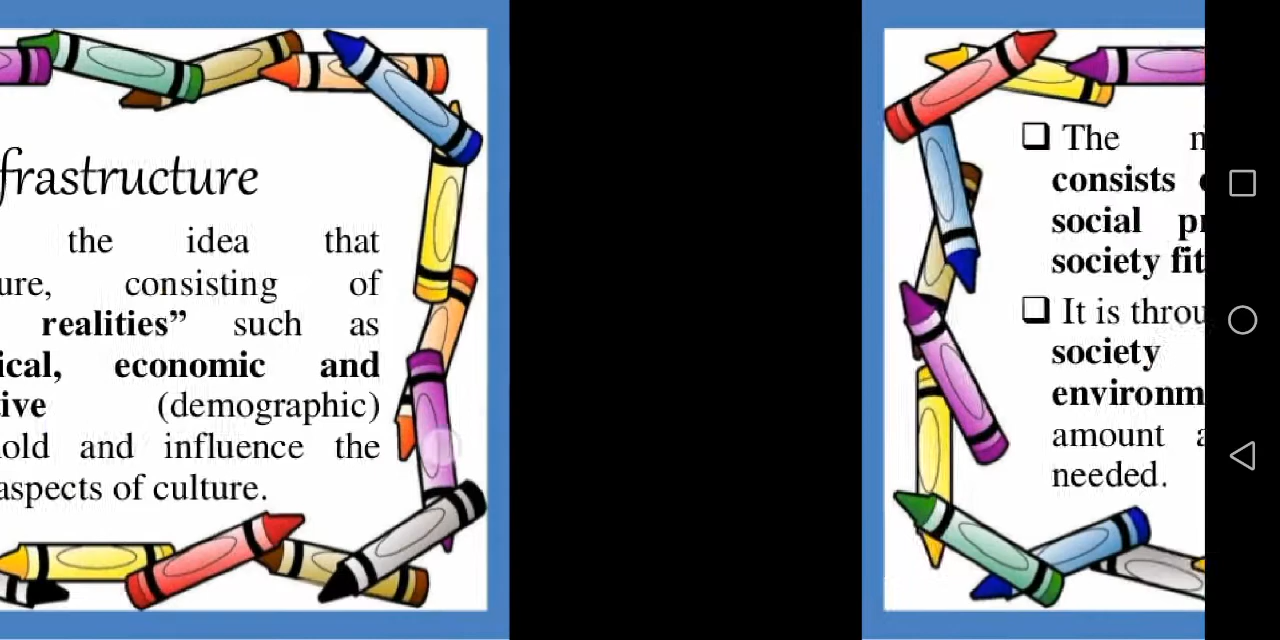 frastructure
the idea that
ure, consisting of
realities” such as
ical, economic and
ive (demographic)
old and influence the
aspects of culture.
❑ The
consists
social
society fit
❑ It is
society
environm
amount
needed.